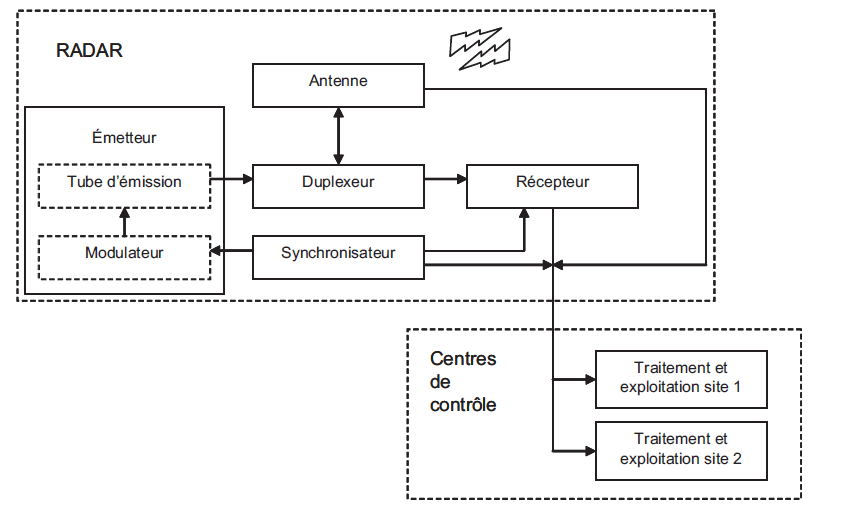 RADAR
Antenne
Émetteur
Tube d'émission
Duplexeur
Récepteur
Modulateur
Synchronisateur
Centres
de
contrôle
Traitement et
exploitation site 1
Traitement et
exploitation site 2